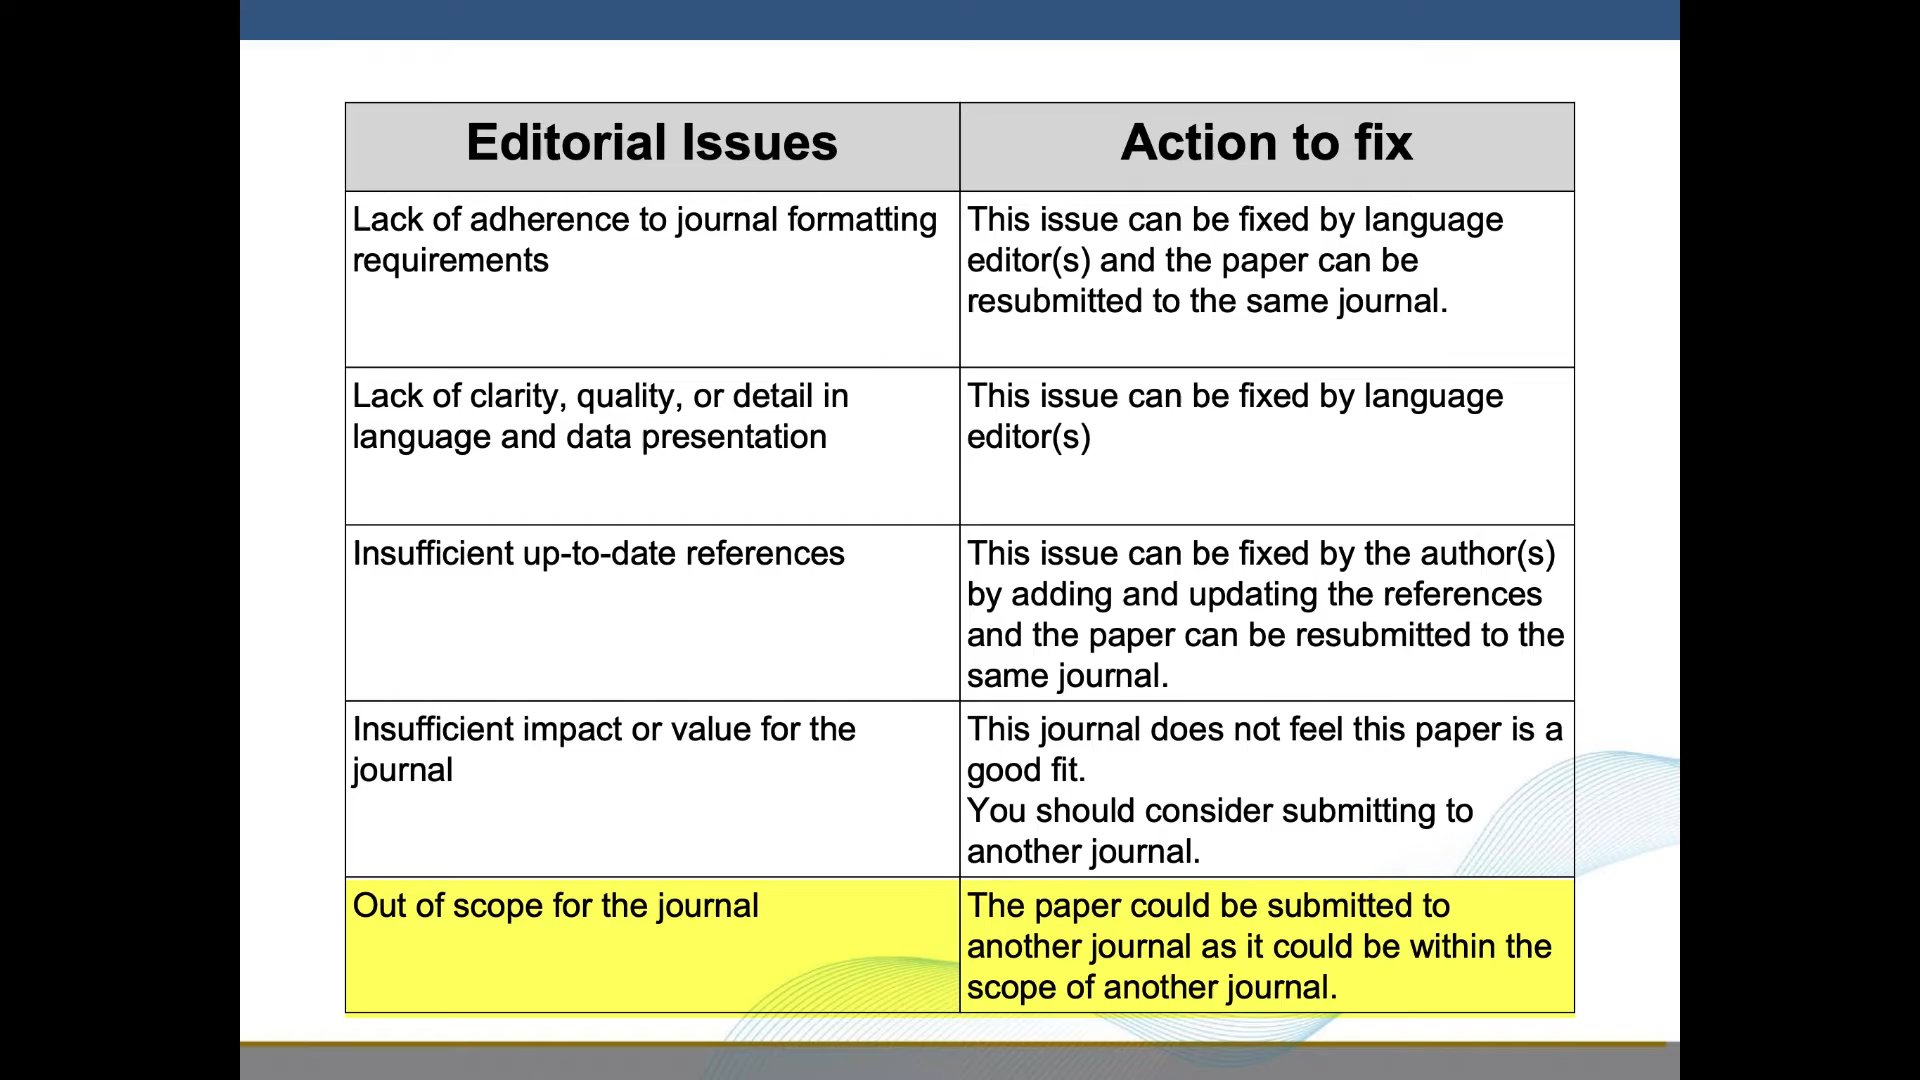 Editorial Issues
Action to fix
Lack of adherence to journal formatting
requirements
This issue can be fixed by language
editor(s) and the paper can be
resubmitted to the same journal.
Lack of clarity, quality, or detail in
language and data presentation
This issue can be fixed by language
editor(s)
Insufficient up-to-date references
This issue can be fixed by the author(s)
by adding and updating the references
and the paper can be resubmitted to the
same journal.
Insufficient impact or value for the
journal
This journal does not feel this paper is a
good fit.
You should consider submitting to
another journal.
Out of scope for the journal
The paper could be submitted to
another journal as it could be within the
scope of another journal.